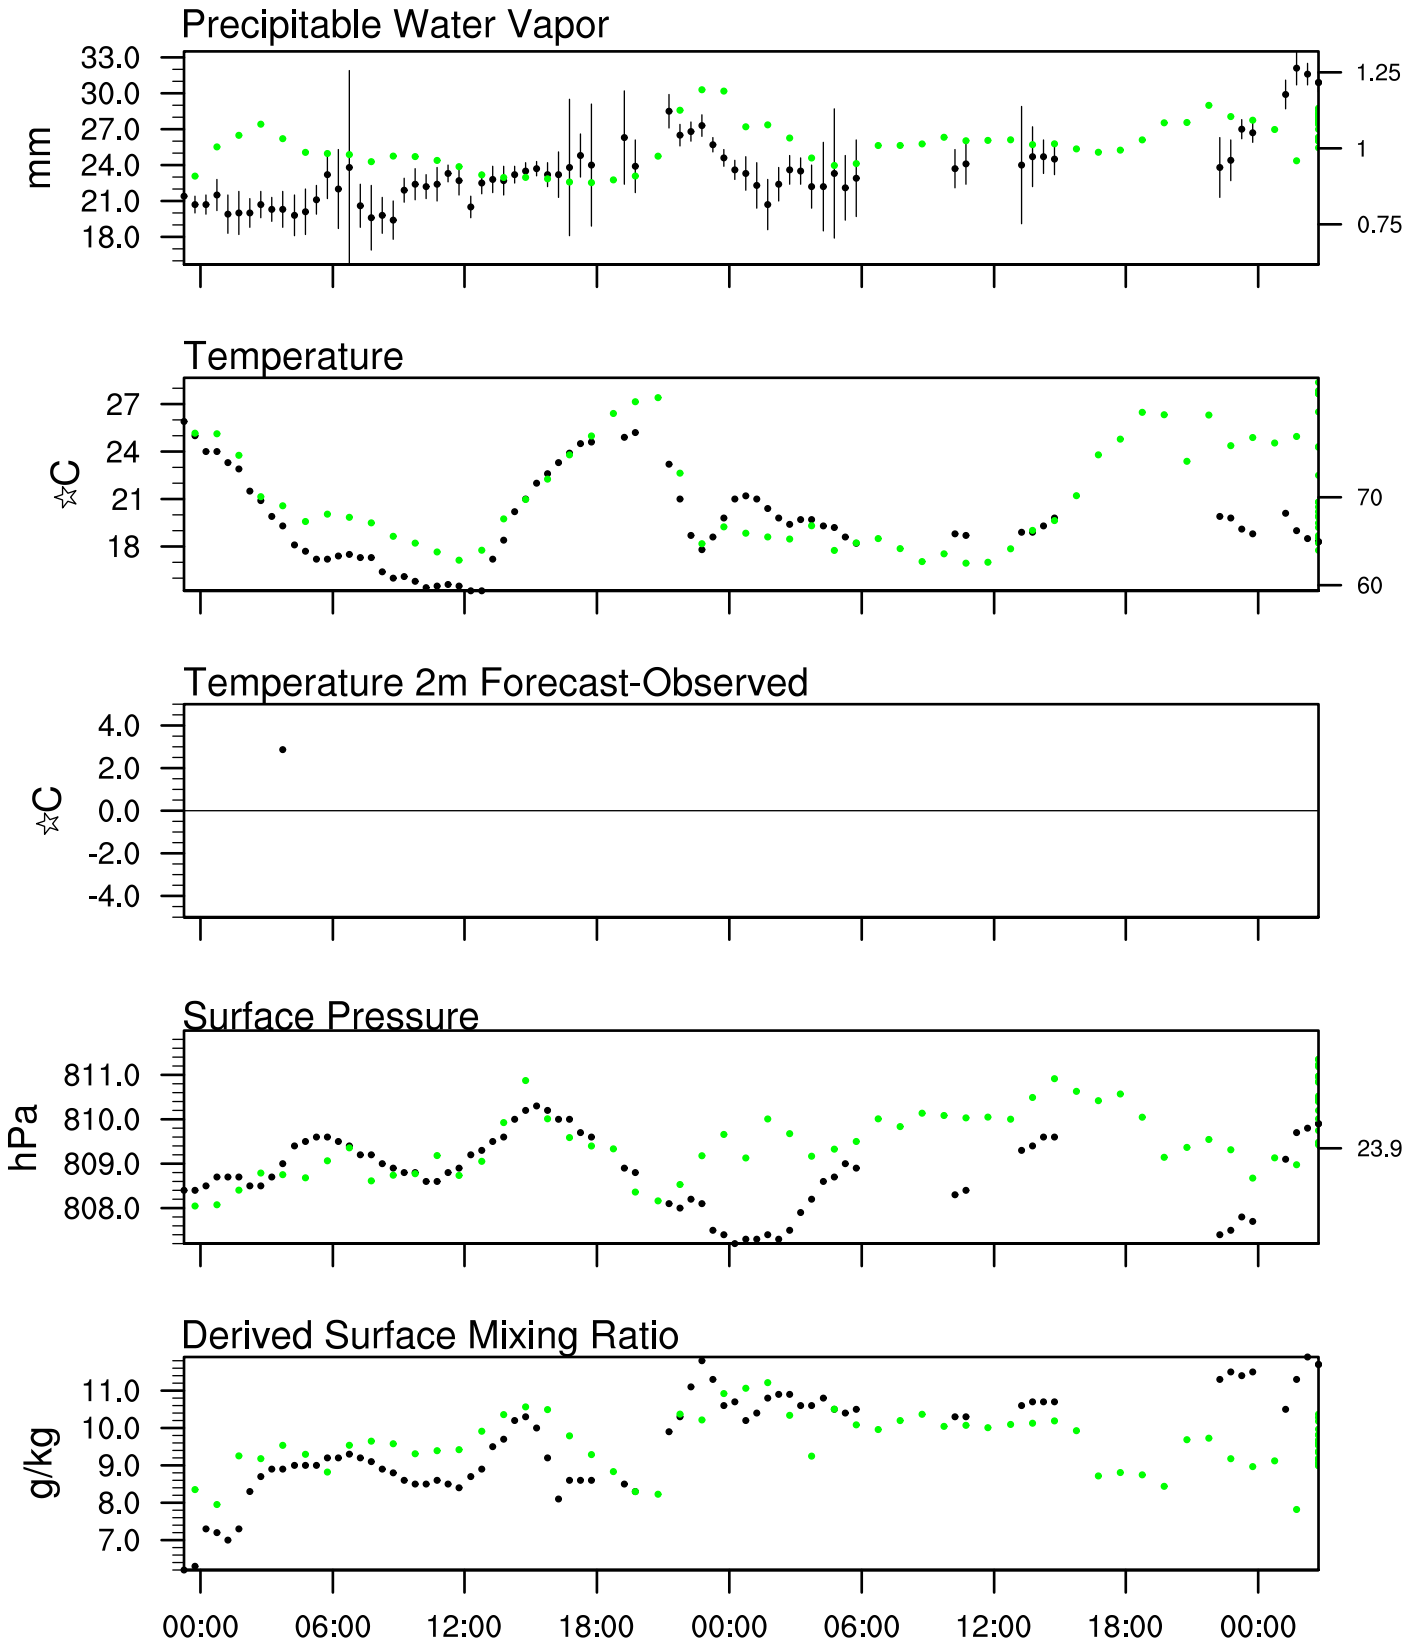 Precipitable Water Vapor
33.0
30.0
27.0
24.0
21.0
18.0
mm
1.25
1
0.75
Temperature
27
24
21
18
☆C
70
60
Temperature 2m Forecast-Observed
4.0
2.0
0.0
-2.0
-4.0
☆C
Surface Pressure
811.0
810.0
809.0
808.0
hPa
23.9
Derived Surface Mixing Ratio
11.0
10.0
9.0
8.0
7.0
g/kg
00:00 06:00 12:00 18:00 00:00 06:00 12:00 18:00 00:00